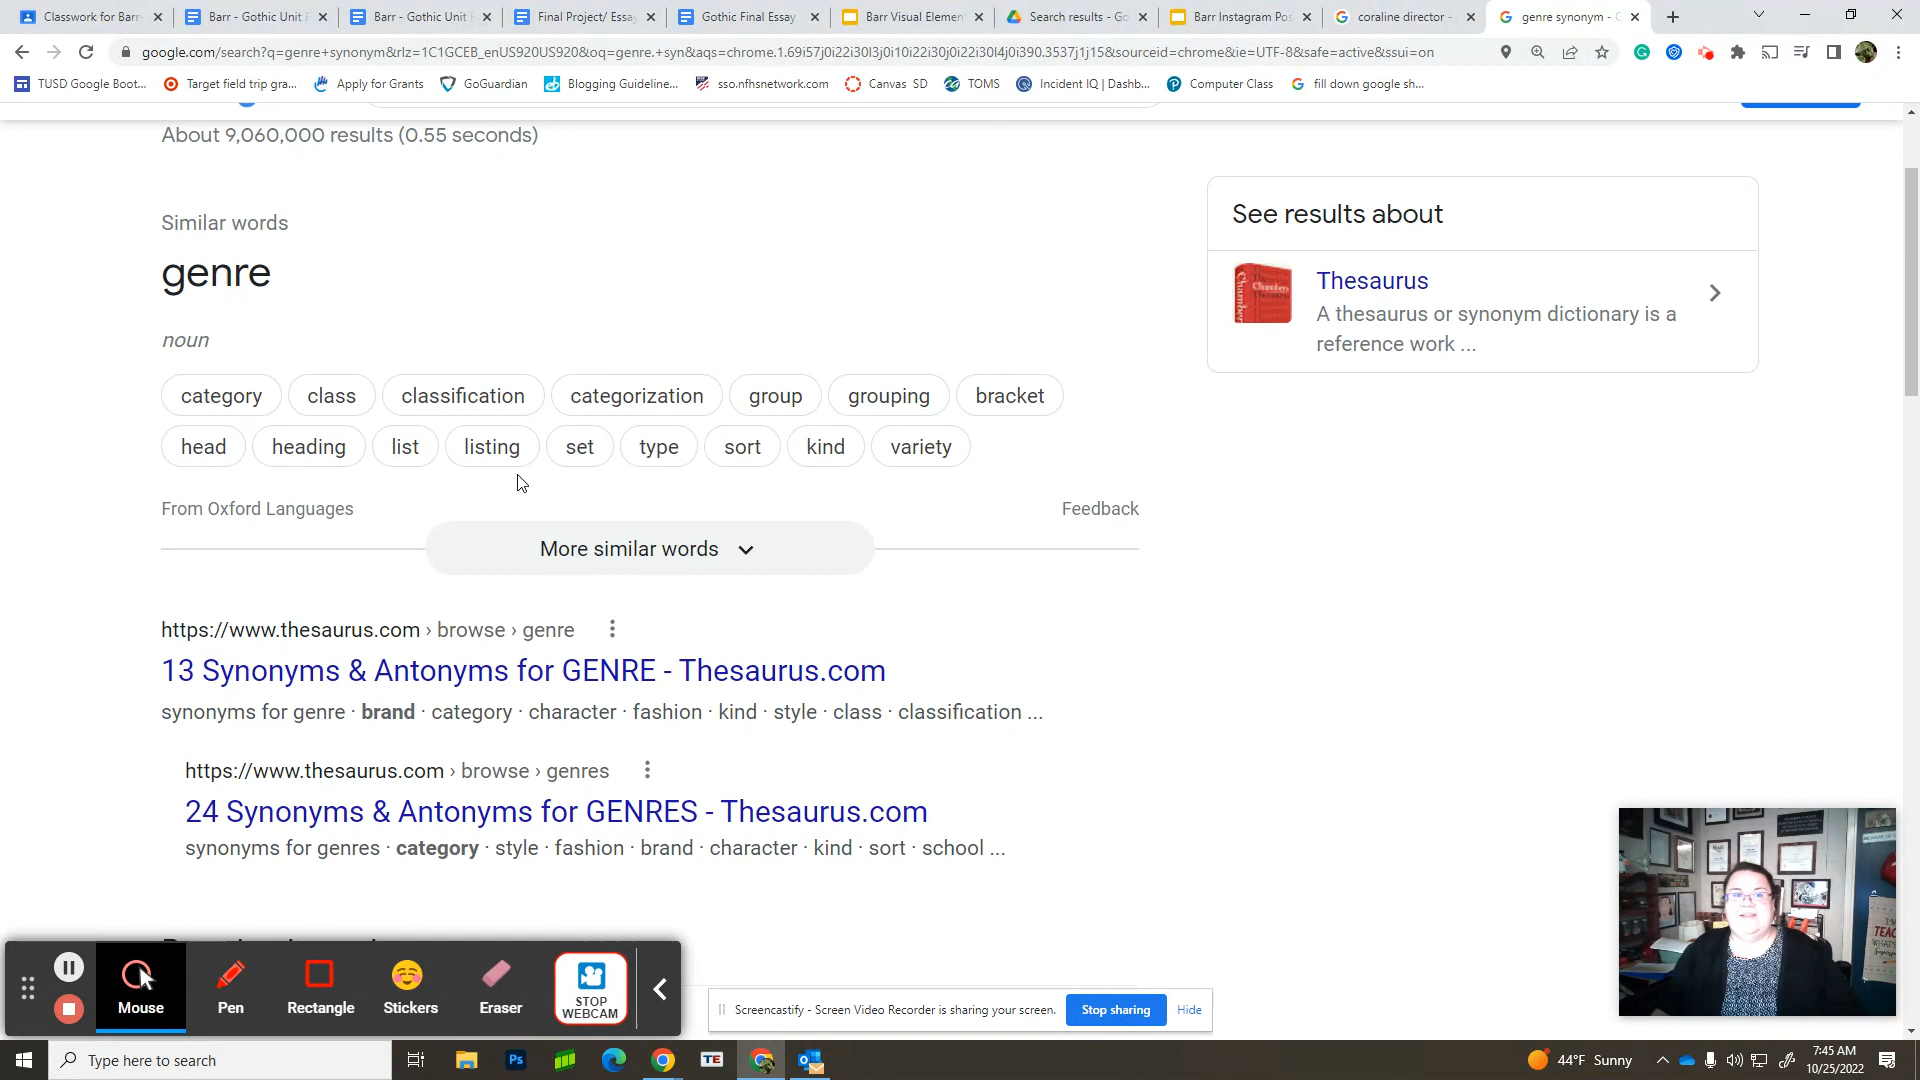 Classwork for Barr
Barr - Gothic Unit F
Barr - Gothic Unit F
Final Project/ Essay
Gothic Final Essay
Barr Visual Elemen
Search results - Go
Barr Instagram Pos
coraline director -
genre synonym - G
google.com/search?q=genre+synonym&rlz=1C1GCEB_enUS920US920&oq=genre.+syn&aqs=chrome.1.69i57j0i22i30l3j0i10i22i30j0i22i30l4j0i390.3537j1j15&sourceid=chrome&ie=UTF-8&safe=active&ssui=on
TUSD Google Boot...
Target field trip gra...
Apply for Grants
GoGuardian
Blogging Guideline...
sso.nfhsnetwork.com
Canvas SD
TOMS
Incident IQ | Dashb...
Computer Class
fill down google sh...
About 9,060,000 results (0.55 seconds)
Similar words
genre
noun
category class classification categorization group grouping bracket
head heading list listing set type sort kind variety
From Oxford Languages
Feedback
More similar words
See results about
Thesaurus
A thesaurus or synonym dictionary is a
reference work ...
https://www.thesaurus.com › browse › genre
13 Synonyms & Antonyms for GENRE - Thesaurus.com
synonyms for genre · brand · category · character · fashion · kind · style · class · classification ...
https://www.thesaurus.com › browse › genres
24 Synonyms & Antonyms for GENRES - Thesaurus.com
synonyms for genres · category · style · fashion · brand · character · kind · sort · school ...
Mouse
Pen
Rectangle
Stickers
Eraser
STOP
WEBCAM
Screencastify - Screen Video Recorder is sharing your screen.
Stop sharing
Hide
Type here to search
Ps
TE
44°F Sunny
7:45 AM
10/25/2022